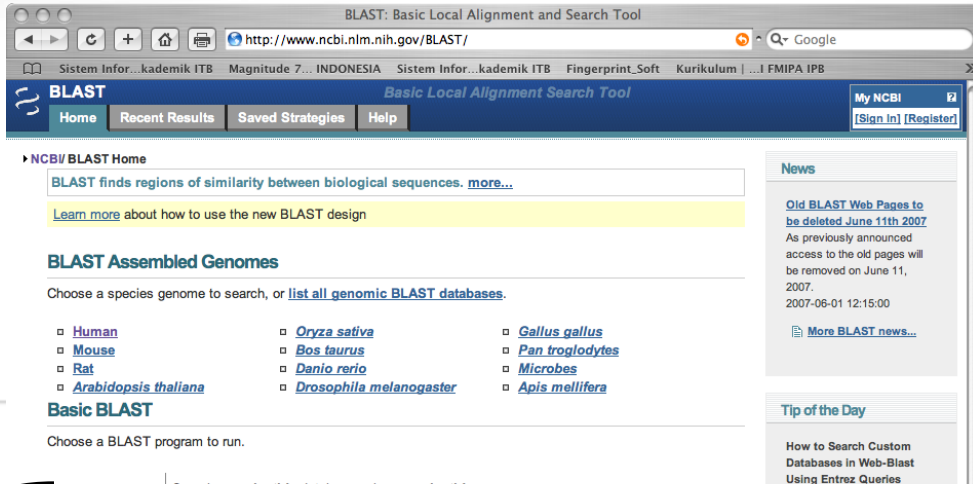 BLAST: Basic Local Alignment and Search Tool
http://www.ncbi.nlm.nih.gov/BLAST/
Google
Sistem Infor...kademik ITB Magnitude 7... INDONESIA Sistem Infor...kademik ITB Fingerprint_Soft Kurikulum | ...I FMIPA IPB
BLAST
Basic Local Alignment Search Tool
My NCBI ?
[Sign In] [Register]
Home Recent Results Saved Strategies Help
NCBI/ BLAST Home
BLAST finds regions of similarity between biological sequences. more...
Learn more about how to use the new BLAST design
BLAST Assembled Genomes
Choose a species genome to search, or list all genomic BLAST databases.
Human
Mouse
Rat
Arabidopsis thaliana
Oryza sativa
Bos taurus
Danio rerio
Drosophila melanogaster
Gallus gallus
Pan troglodytes
Microbes
Apis mellifera
Basic BLAST
Choose a BLAST program to run.
News
Old BLAST Web Pages to
be deleted June 11th 2007
As previously announced
access to the old pages will
be removed on June 11,
2007.
2007-06-01 12:15:00
More BLAST news...
Tip of the Day
How to Search Custom
Databases in Web-Blast
Using Entrez Queries